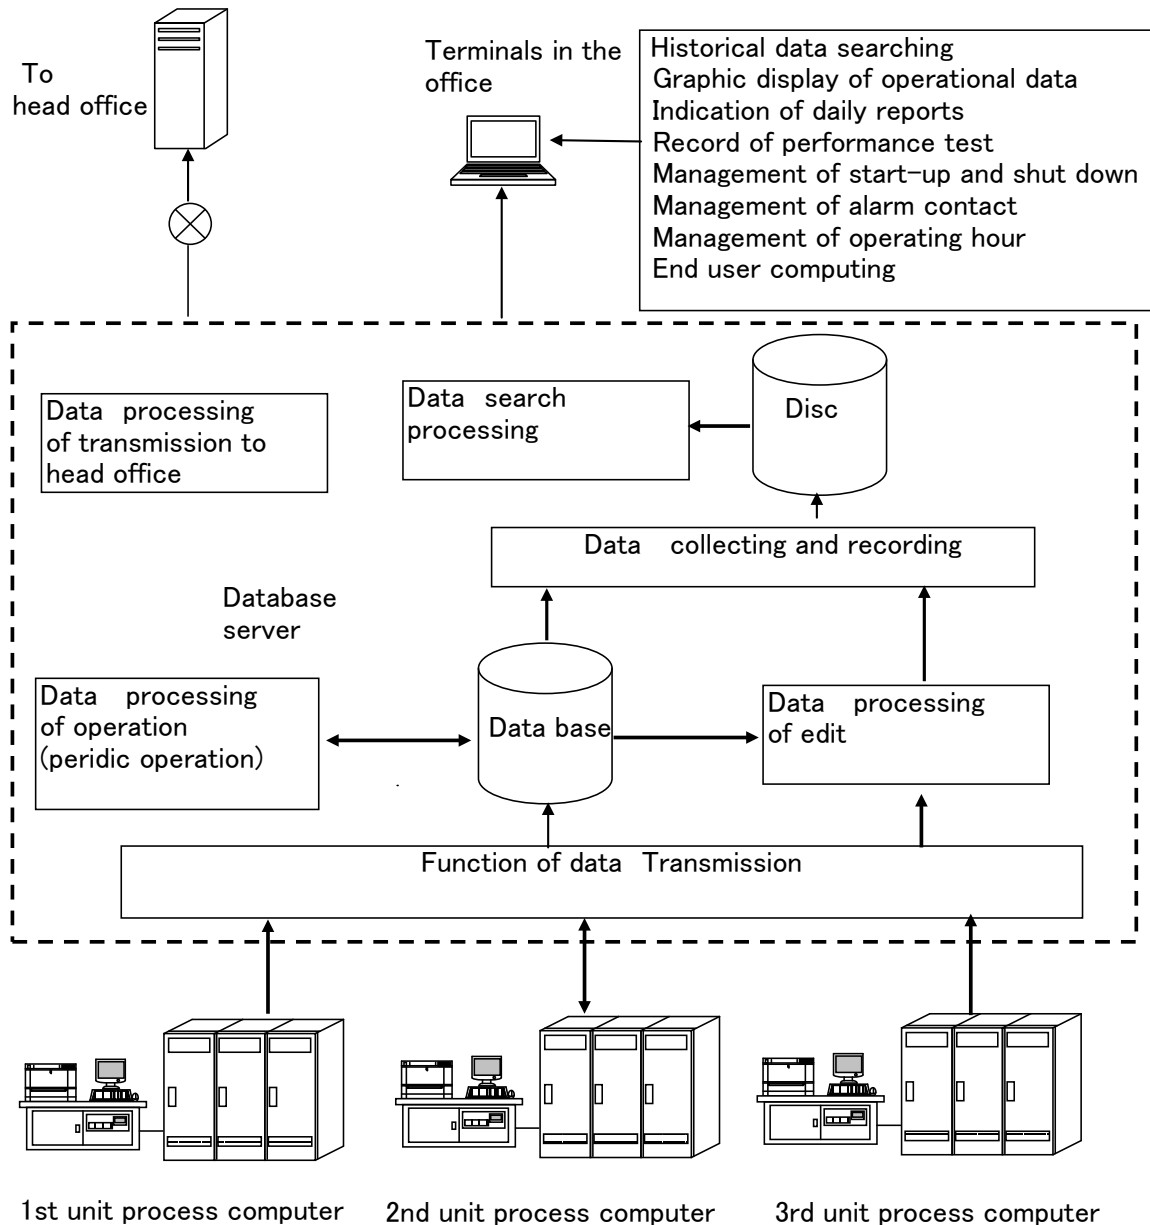 To
head office
Terminals in the
office
Historical data searching
Graphic display of operational data
Indication of daily reports
Record of performance test
Management of start-up and shut down
Management of alarm contact
Management of operating hour
End user computing
Data processing
of transmission to
head office
Data search
processing
Disc
Data collecting and recording
Database
server
Data processing
of operation
(peridic operation)
Data base
Data processing
of edit
Function of data Transmission
1st unit process computer
2nd unit process computer
3rd unit process computer